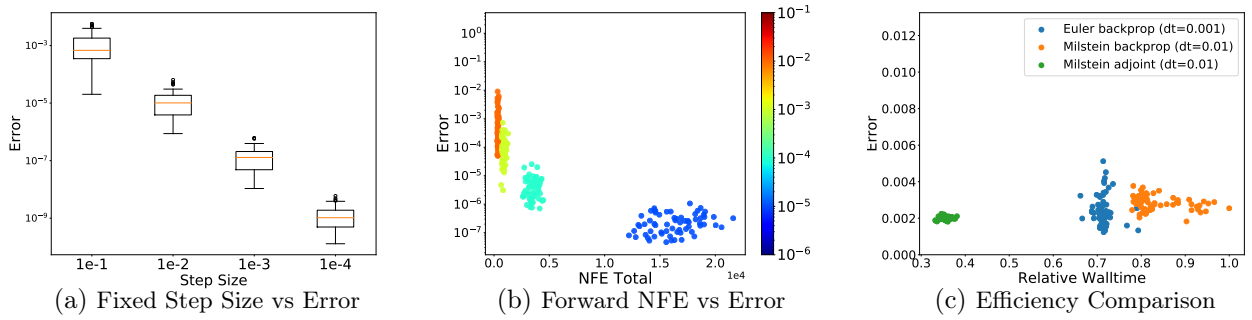 10⁻³
10⁻⁵
10⁻⁷
10⁻⁹
Error
1e-1 1e-2 1e-3 1e-4
Step Size
(a) Fixed Step Size vs Error
10⁰
10⁻¹
10⁻²
10⁻³
10⁻⁴
10⁻⁵
10⁻⁶
10⁻⁷
Error
0.0 0.5 1.0 1.5 2.0
1e4
NFE Total
10⁻¹
10⁻²
10⁻³
10⁻⁴
10⁻⁵
10⁻⁶
(b) Forward NFE vs Error
Euler backprop (dt=0.001)
Milstein backprop (dt=0.01)
Milstein adjoint (dt=0.01)
0.012
0.010
0.008
0.006
0.004
0.002
0.000
Error
0.3 0.4 0.5 0.6 0.7 0.8 0.9 1.0
Relative Walltime
(c) Efficiency Comparison